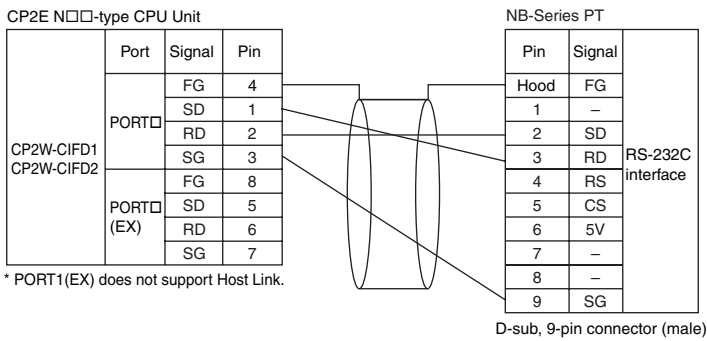 CP2E N□□-type CPU Unit
NB-Series PT
Port Signal Pin
Pin Signal
CP2W-CIFD1
CP2W-CIFD2
PORT□
FG 4
SD 1
RD 2
SG 3
PORT□
(EX)
FG 8
SD 5
RD 6
SG 7
Hood FG
1 –
2 SD
3 RD
4 RS
5 CS
6 5V
7 –
8 –
9 SG
RS-232C
interface
* PORT1(EX) does not support Host Link.
D-sub, 9-pin connector (male)